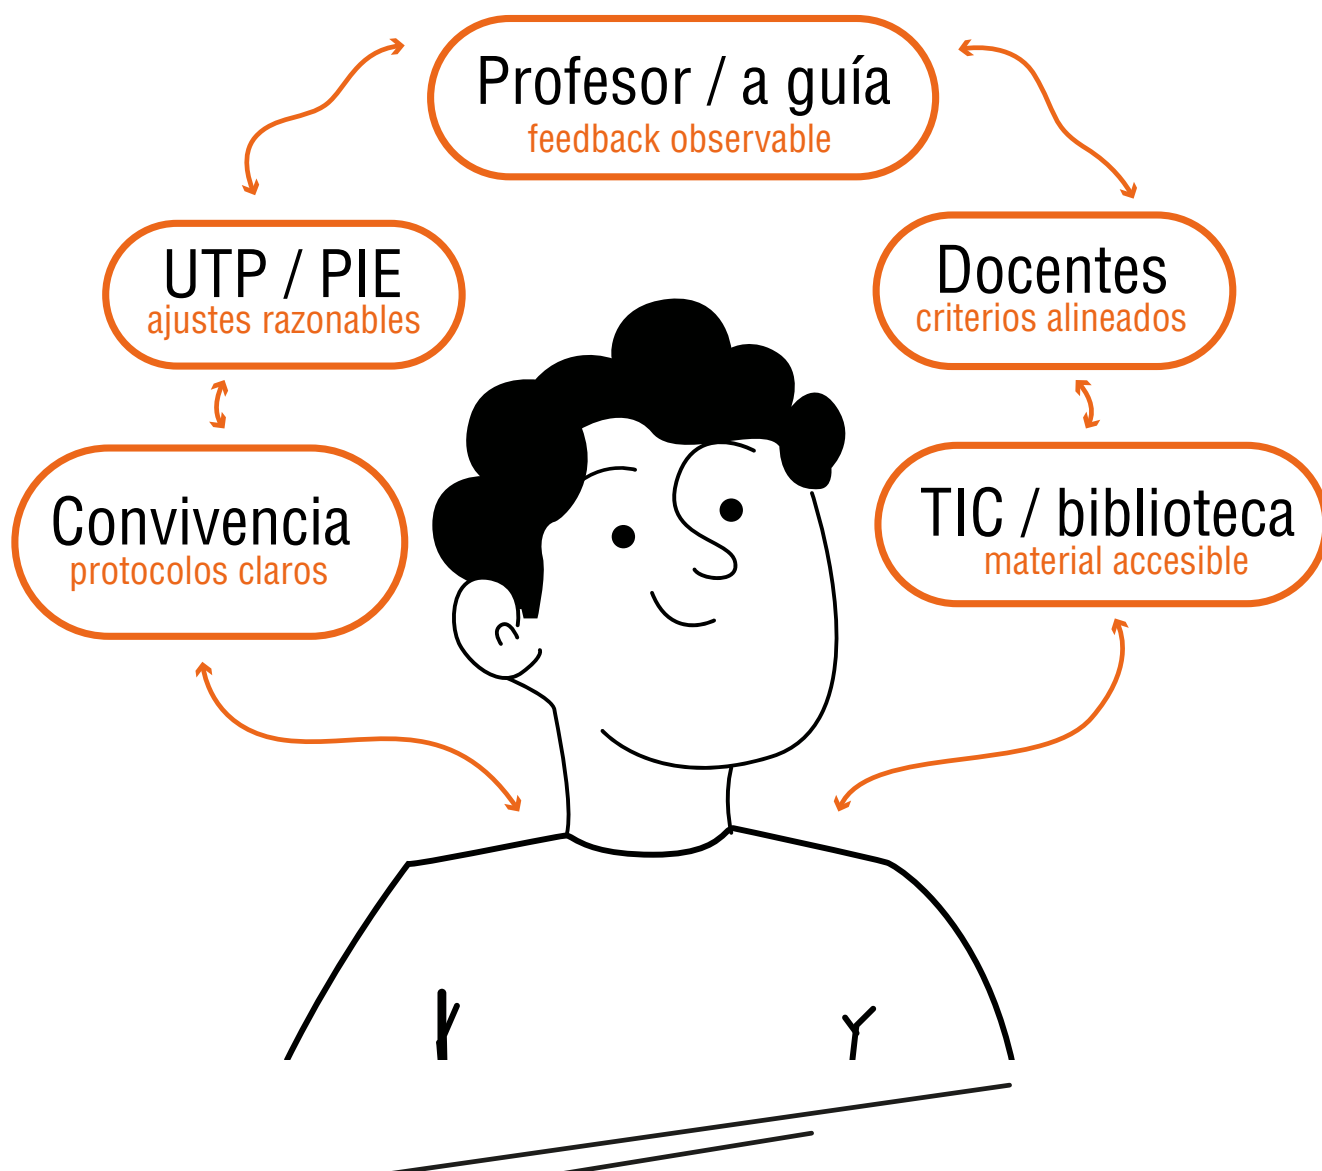 Profesor / a guía
feedback observable
UTP / PIE
ajustes razonables
Docentes
criterios alineados
Convivencia
protocolos claros
TIC / biblioteca
material accesible